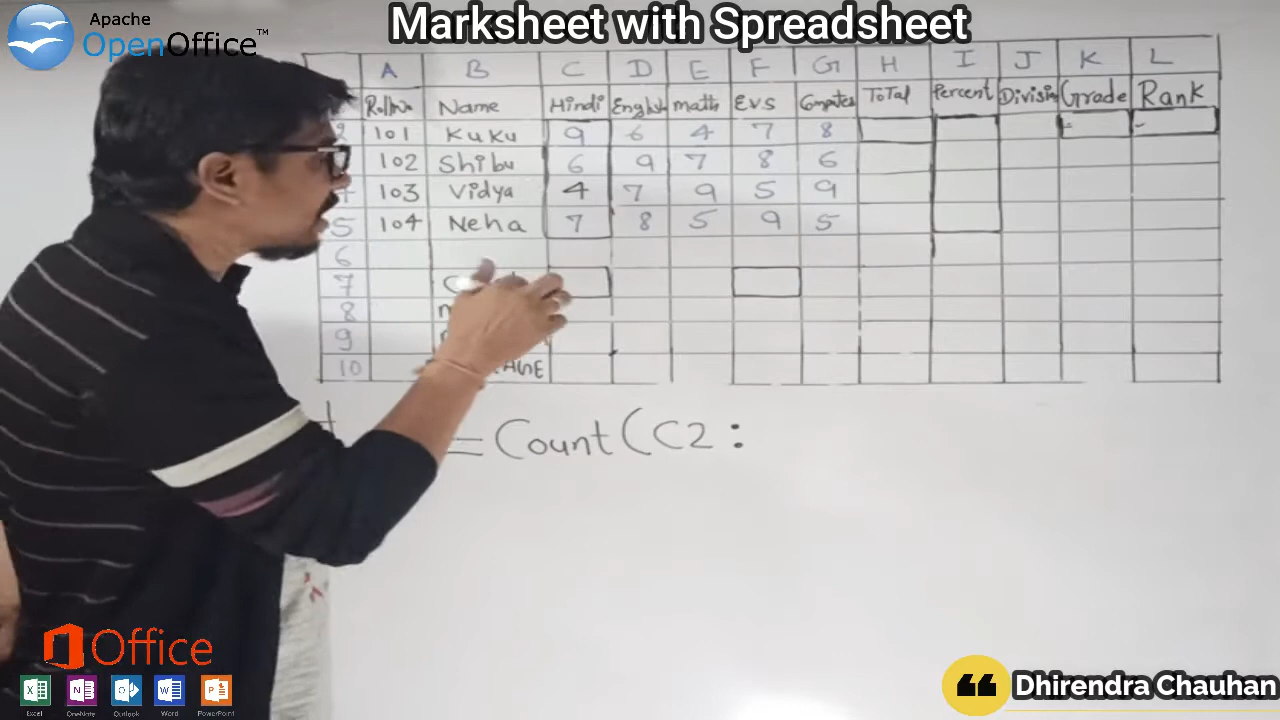 Marksheet with Spreadsheet
Apache
OpenOffice™
A B C D E F G H I J K L
Name Hindi English math EVS Total Percent Division Grade Rank
2 101 KuKu 9 6 4 7 8
102 Shibu 6 9 7 8 6
103 Vidya 4 7 9 5 9
5 104 Neha 7 8 5 9 5
6
7
8
9
10
=Count(C2 :
Office
Excel OneNote Outlook Word PowerPoint
Dhirendra Chauhan